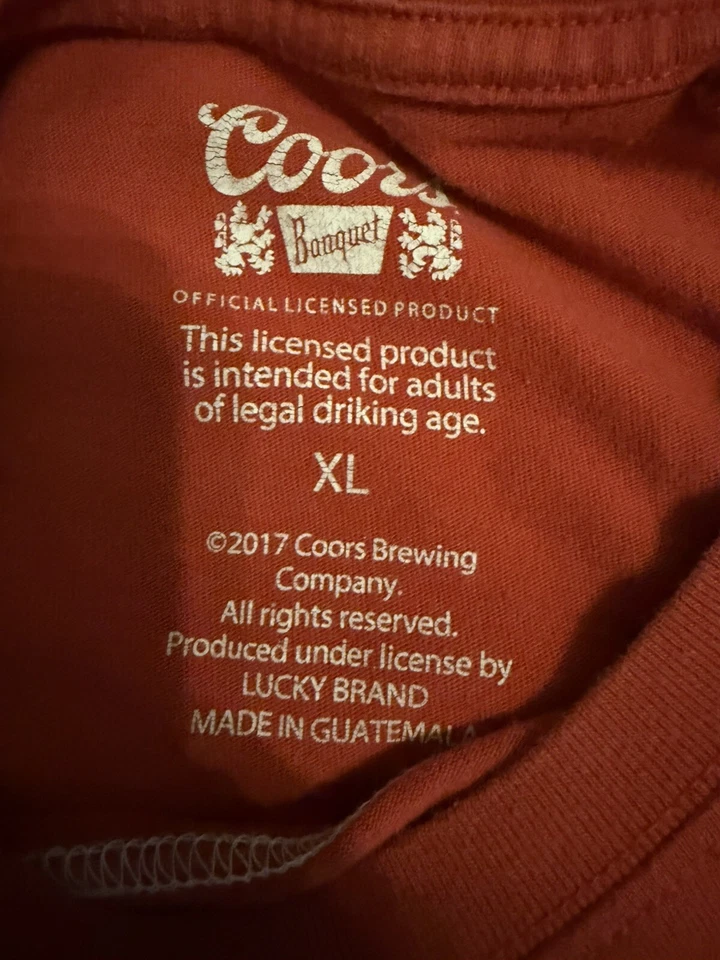 Coors
Banquet
OFFICIAL LICENSED PRODUCT
This licensed product
is intended for adults
of legal driking age.
XL
©2017 Coors Brewing
Company.
All rights reserved.
Produced under license by
LUCKY BRAND
MADE IN GUATEMALA